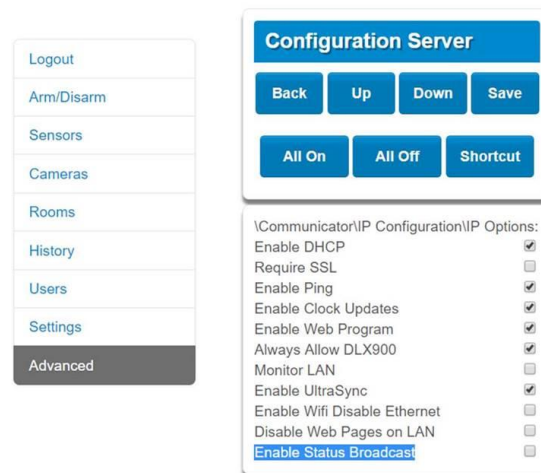 Logout
Arm/Disarm
Sensors
Cameras
Rooms
History
Users
Settings
Advanced
Configuration Server
Back Up Down Save
All On All Off Shortcut
\Communicator\IP Configuration\IP Options:
Enable DHCP
Require SSL
Enable Ping
Enable Clock Updates
Enable Web Program
Always Allow DLX900
Monitor LAN
Enable UltraSync
Enable Wifi Disable Ethernet
Disable Web Pages on LAN
Enable Status Broadcast